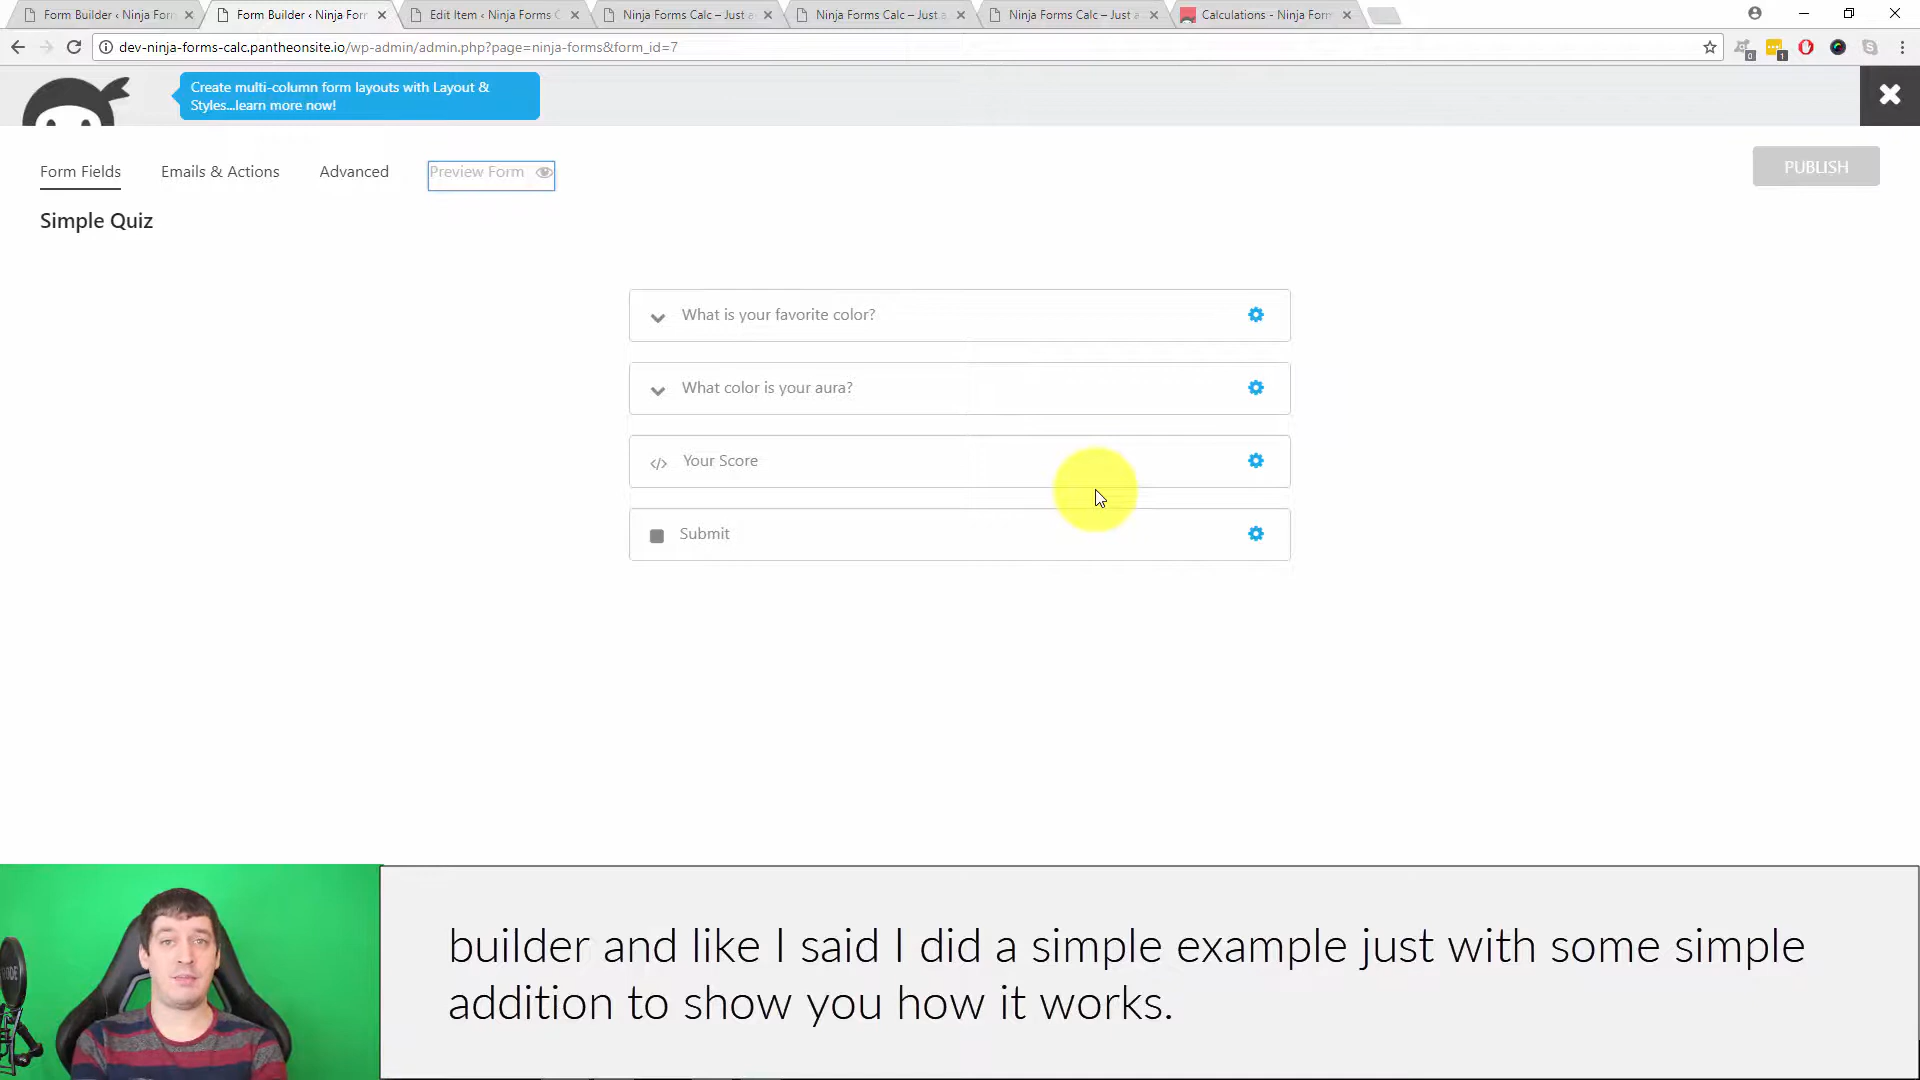 Form Builder ‹ Ninja For
Form Builder ‹ Ninja For
Edit Item ‹ Ninja Forms C
Ninja Forms Calc – Just a
Ninja Forms Calc – Just a
Ninja Forms Calc – Just a
Calculations - Ninja Form
dev-ninja-forms-calc.pantheonsite.io/wp-admin/admin.php?page=ninja-forms&form_id=7
0
1
Create multi-column form layouts with Layout &
Styles...learn more now!
Form Fields
Emails & Actions
Advanced
Preview Form
PUBLISH
Simple Quiz
What is your favorite color?
What color is your aura?
Your Score
Submit
builder and like I said I did a simple example just with some simple
addition to show you how it works.